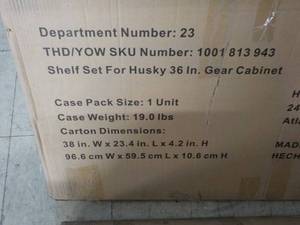 Department Number: 23
THD/YOW SKU Number: 1001 813 943
Shelf Set For Husky 36 In. Gear Cabinet
Case Pack Size: 1 Unit
Case Weight: 19.0 lbs
Carton Dimensions:
38 in. W x 23.4 in. L x 4.2 in. H
96.6 cm W x 59.5 cm L x 10.6 cm H
H
24
Atla
MAD
HECH